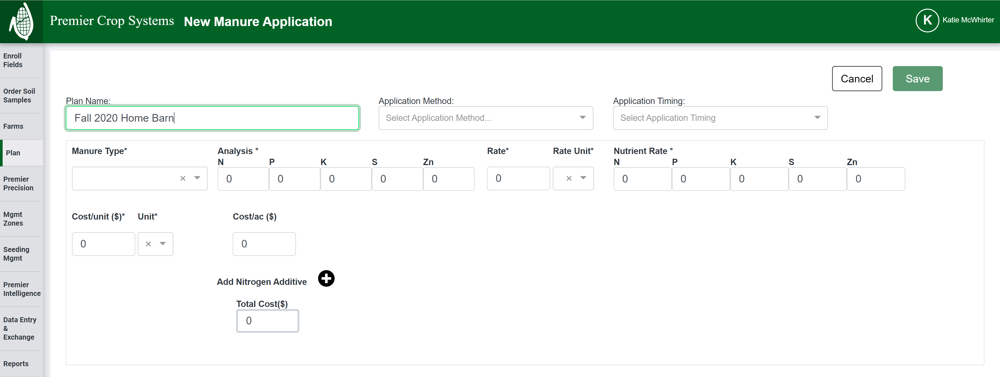 Premier Crop Systems New Manure Application
K Katie McWhirter
Enroll
Fields
Order Soil
Samples
Farms
Plan
Premier
Precision
Mgmt
Zones
Seeding
Mgmt
Premier
Intelligence
Data Entry
&
Exchange
Reports
Cancel Save
Plan Name: Application Method: Application Timing:
Fall 2020 Home Barn Select Application Method... Select Application Timing
Manure Type* Analysis * Rate* Rate Unit* Nutrient Rate *
N P K S Zn N P K S Zn
× 0 0 0 0 0 0 × 0 0 0 0 0
Cost/unit ($)* Unit* Cost/ac ($)
0 × 0
Add Nitrogen Additive
Total Cost($)
0